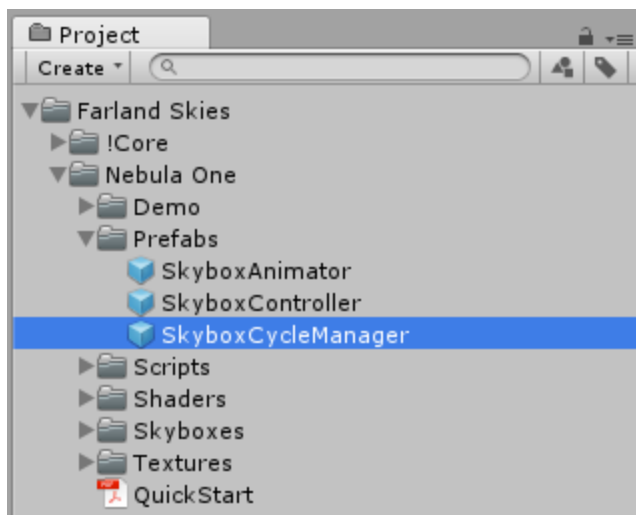 Project
Create
Farland Skies
!Core
Nebula One
Demo
Prefabs
SkyboxAnimator
SkyboxController
SkyboxCycleManager
Scripts
Shaders
Skyboxes
Textures
QuickStart